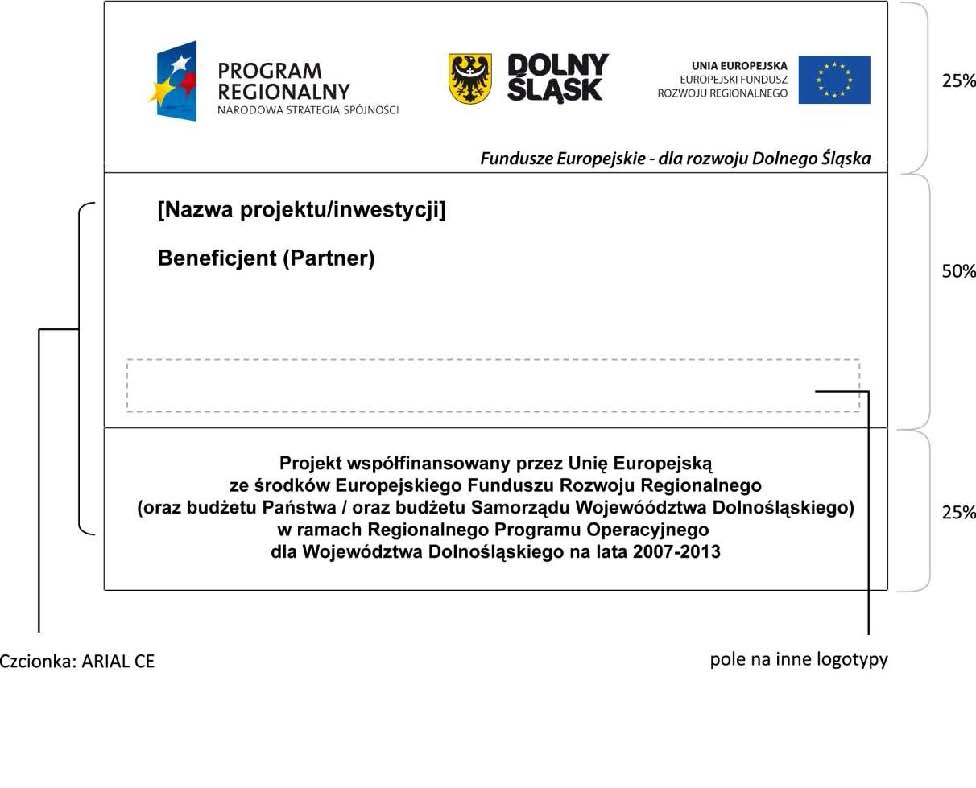 PROGRAM
REGIONALNY
NARODOWA STRATEGIA SPÓJNOŚCI
DOLNY
ŚLĄSK
UNIA EUROPEJSKA
EUROPEJSKI FUNDUSZ
ROZWOJU REGIONALNEGO
25%
Fundusze Europejskie - dla rozwoju Dolnego Śląska
[Nazwa projektu/inwestycji]
Beneficjent (Partner)
50%
Projekt współfinansowany przez Unię Europejską
ze środków Europejskiego Funduszu Rozwoju Regionalnego
(oraz budżetu Państwa / oraz budżetu Samorządu Wojewóództwa Dolnośląskiego)
w ramach Regionalnego Programu Operacyjnego
dla Województwa Dolnośląskiego na lata 2007-2013
25%
Czcionka: ARIAL CE
pole na inne logotypy